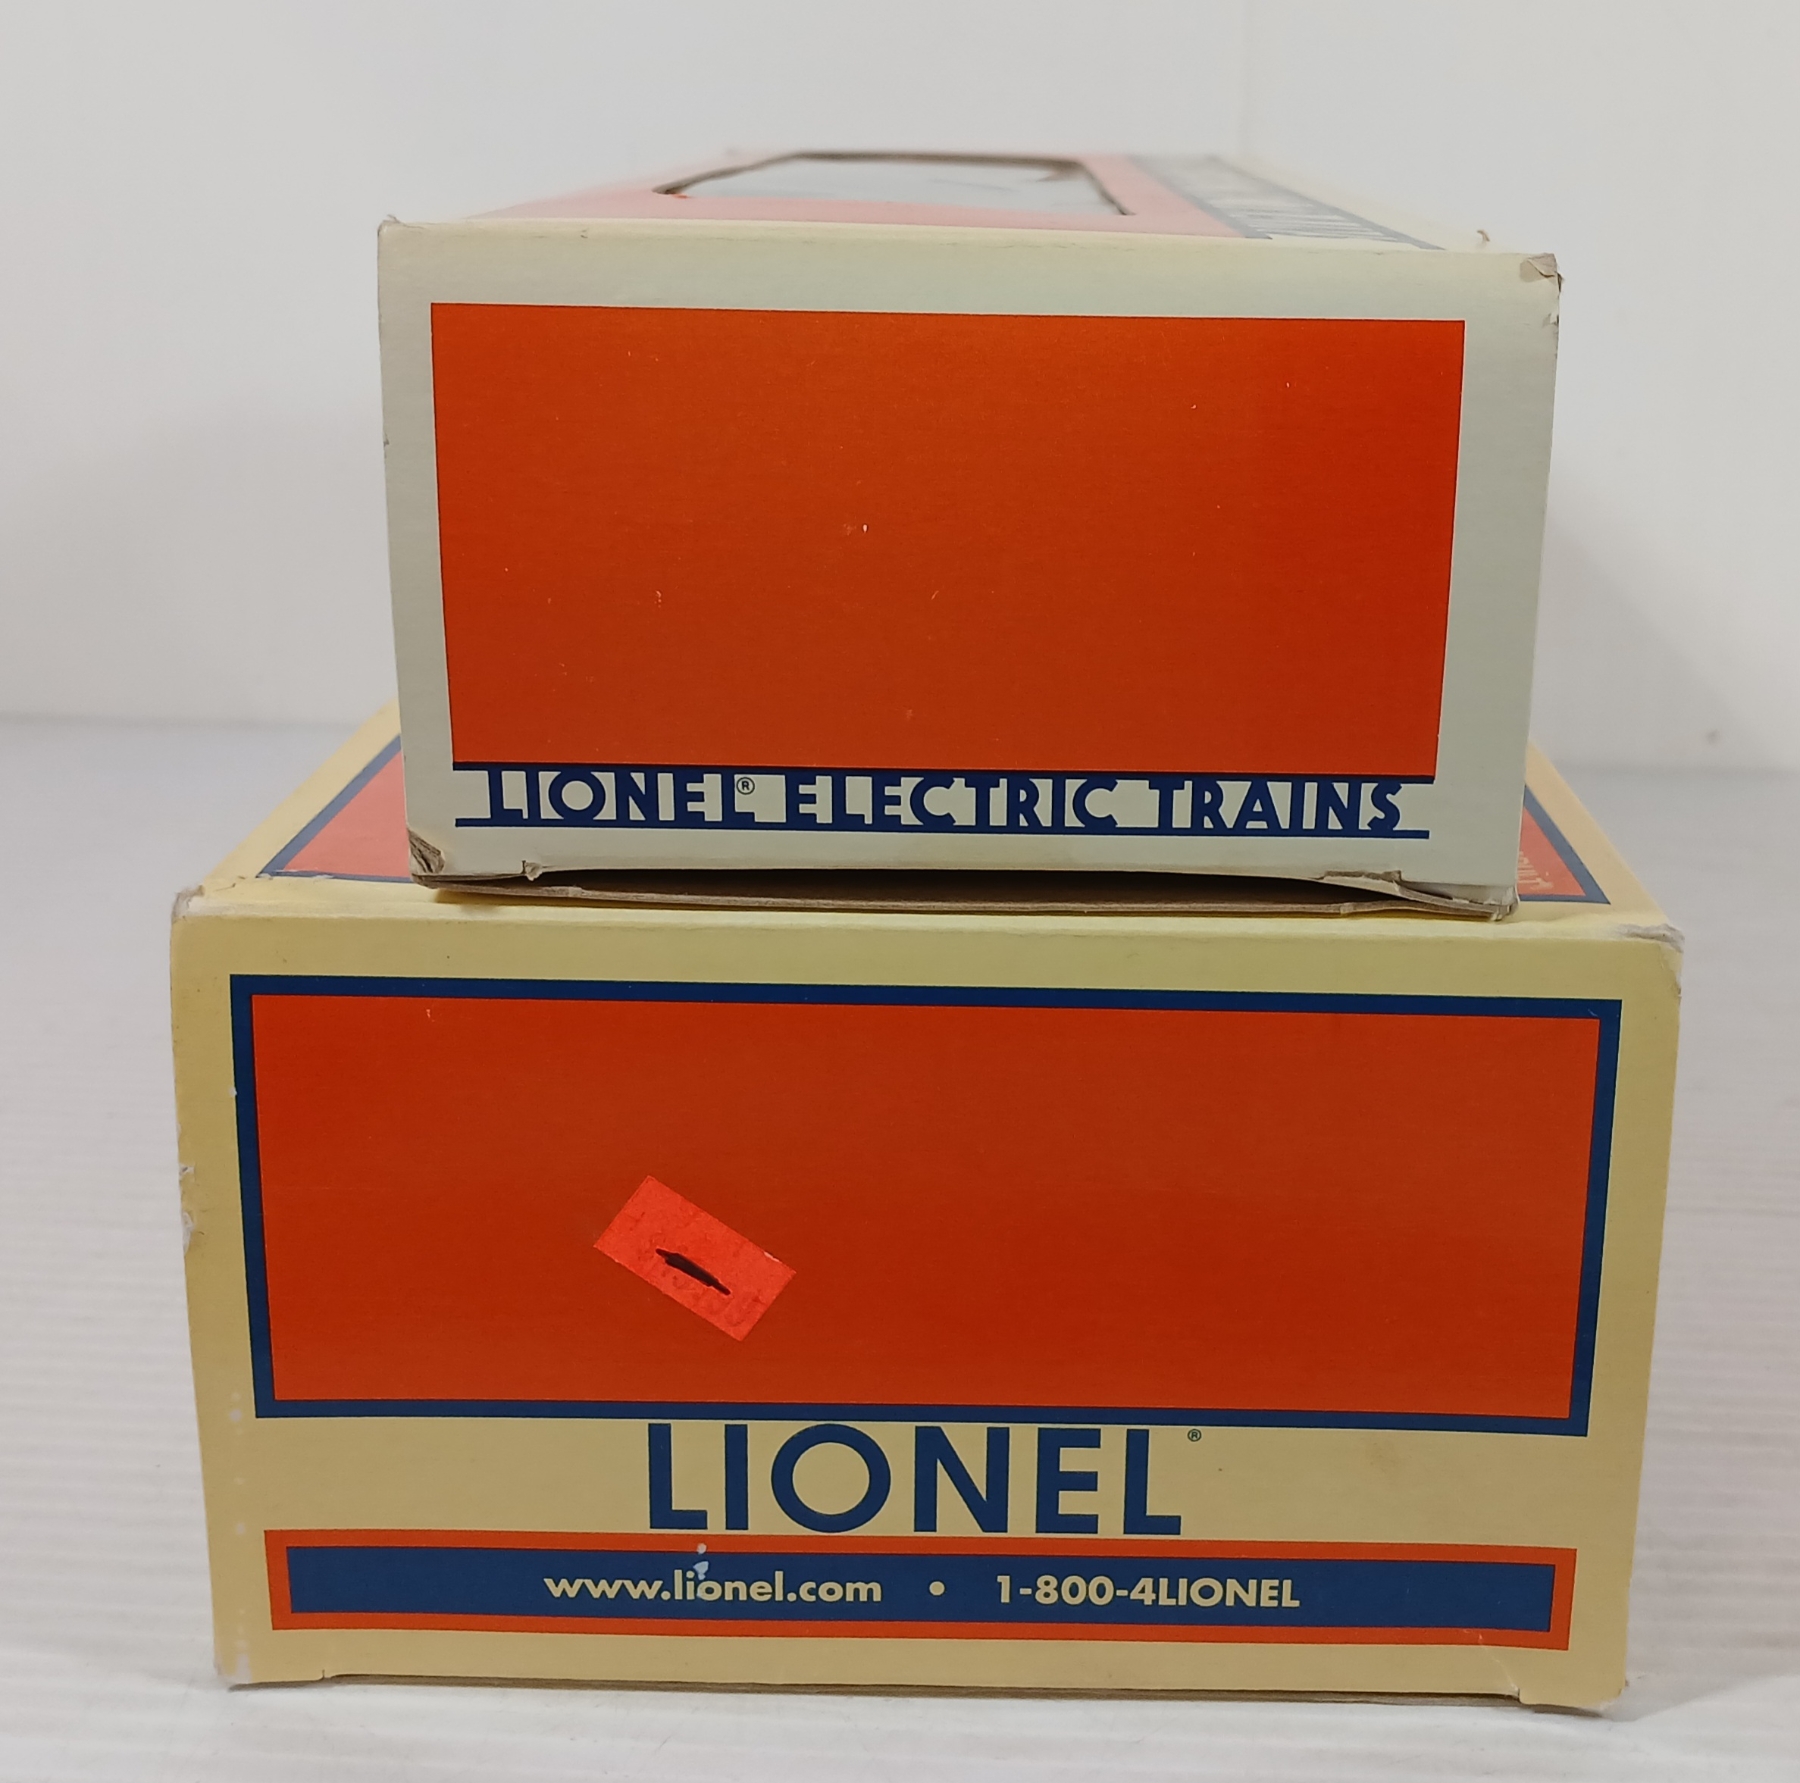 LIONEL® ELECTRIC TRAINS
LIONEL®
www.lionel.com • 1-800-4LIONEL